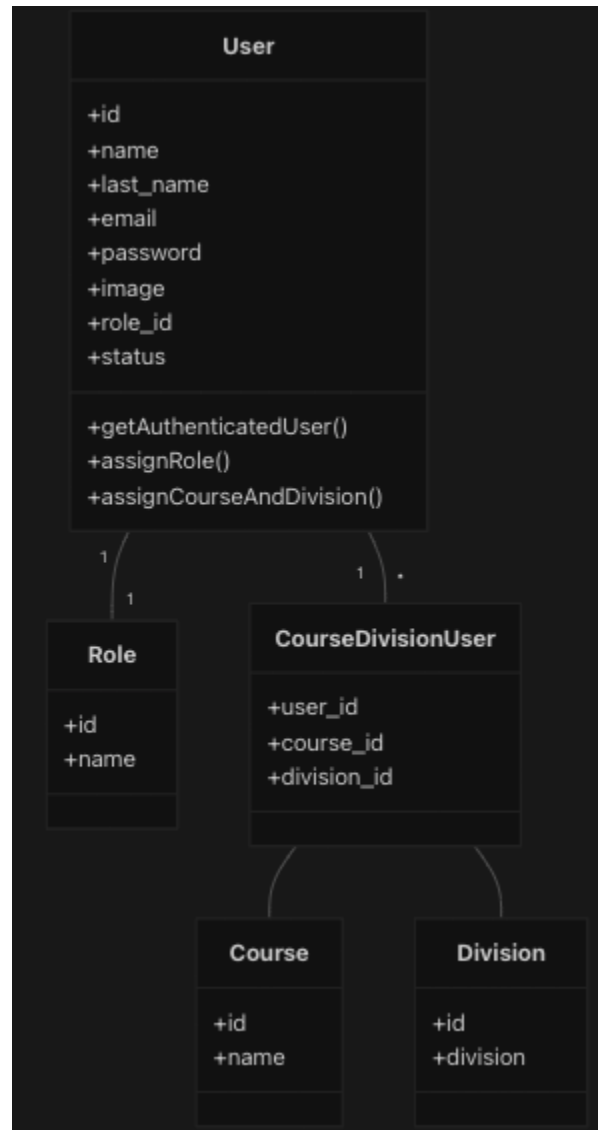 User
+id
+name
+last_name
+email
+password
+image
+role_id
+status
+getAuthenticatedUser()
+assignRole()
+assignCourseAndDivision()
1
1
1
*
Role
+id
+name
CourseDivisionUser
+user_id
+course_id
+division_id
Course
+id
+name
Division
+id
+division